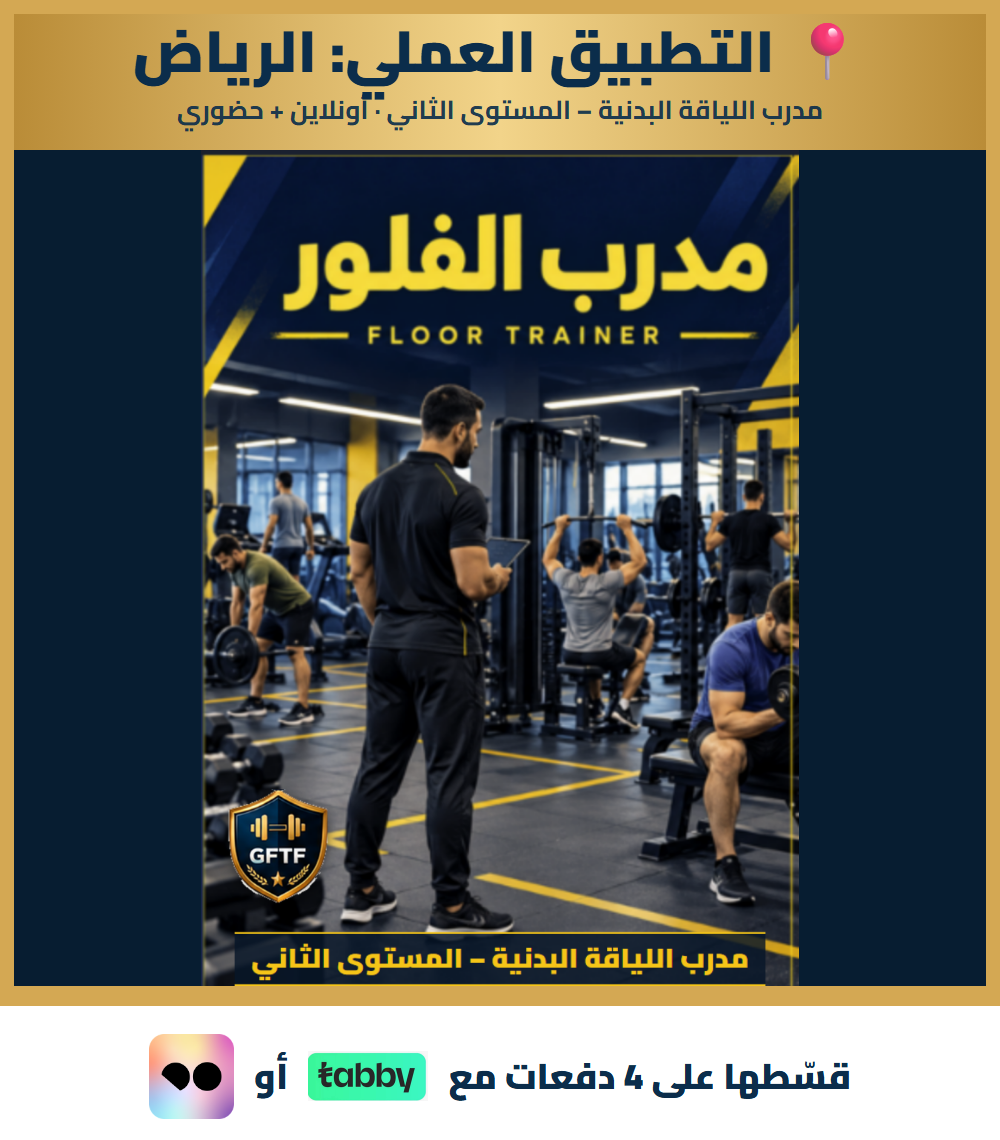 التطبيق العملي: الرياض
مدرب اللياقة البدنية – المستوى الثاني · أونلاين + حضوري
مدرب الفلور
FLOOR TRAINER
GFTF
مدرب اللياقة البدنية – المستوى الثاني
قسّطها على 4 دفعات مع tabby أو